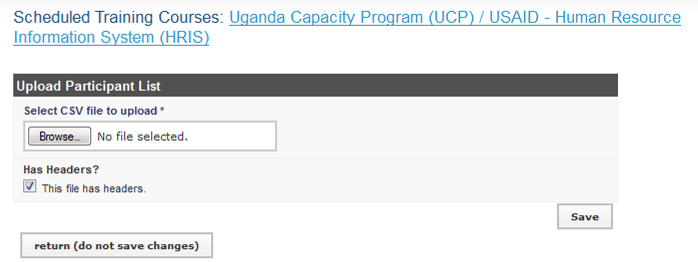 Scheduled Training Courses: Uganda Capacity Program (UCP) / USAID - Human Resource
Information System (HRIS)
Upload Participant List
Select CSV file to upload *
Browse... No file selected.
Has Headers?
This file has headers.
Save
return (do not save changes)